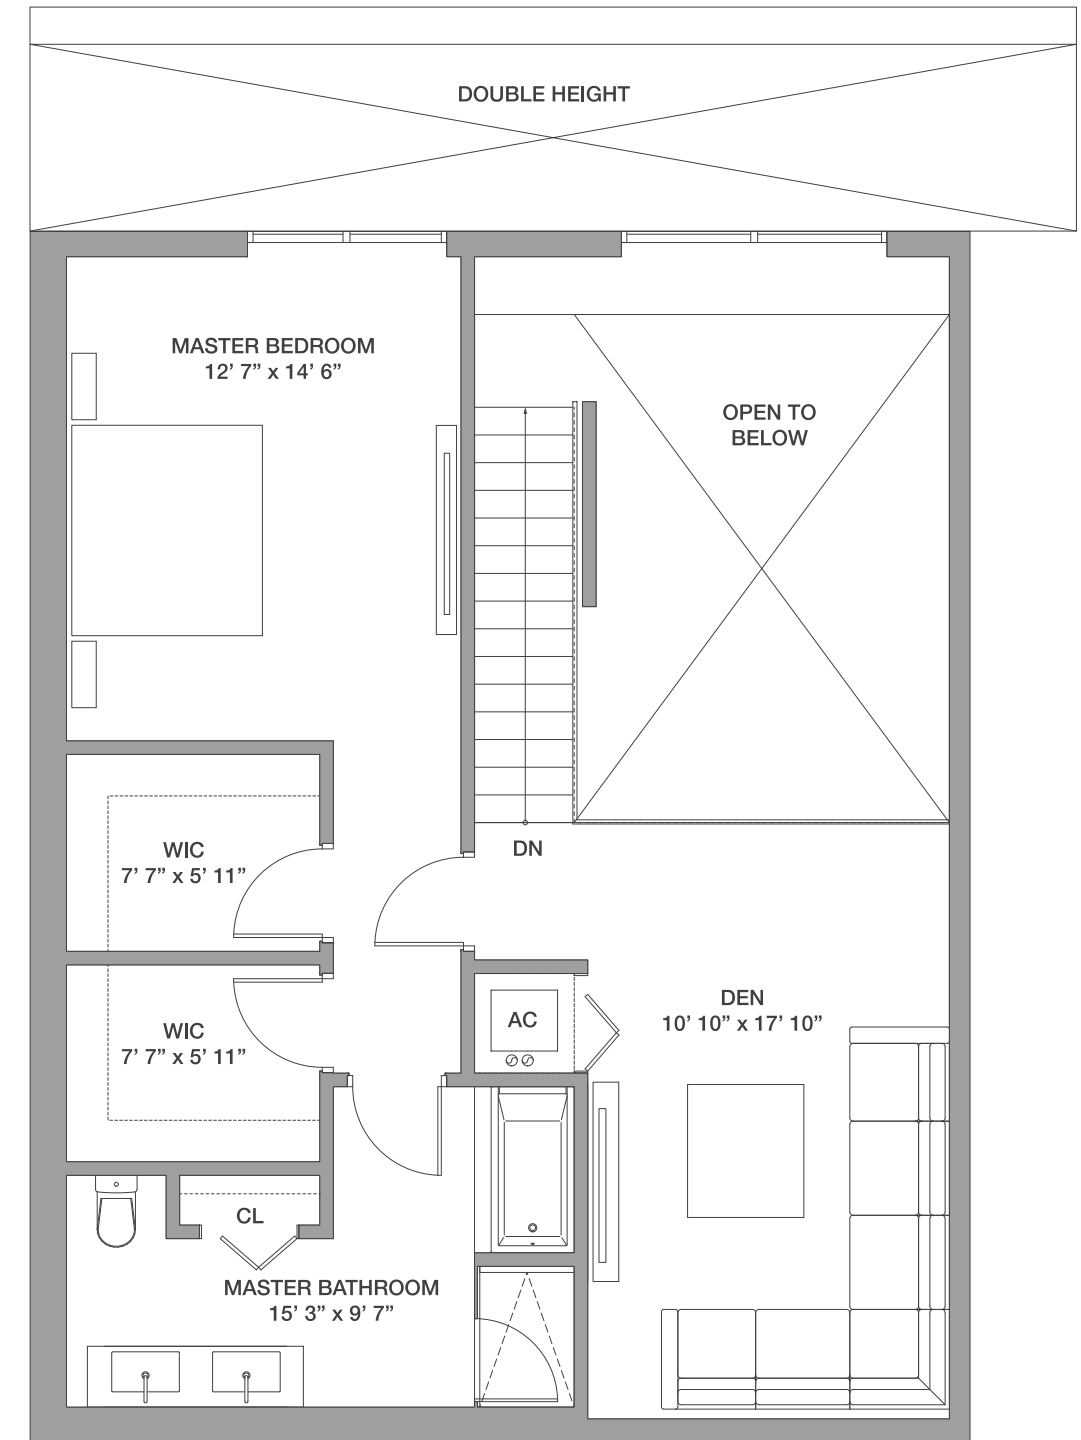 DOUBLE HEIGHT
MASTER BEDROOM
12’ 7” x 14’ 6”
OPEN TO
BELOW
DN
WIC
7’ 7” x 5’ 11”
DEN
10’ 10” x 17’ 10”
AC
WIC
7’ 7” x 5’ 11”
CL
MASTER BATHROOM
15’ 3” x 9’ 7”